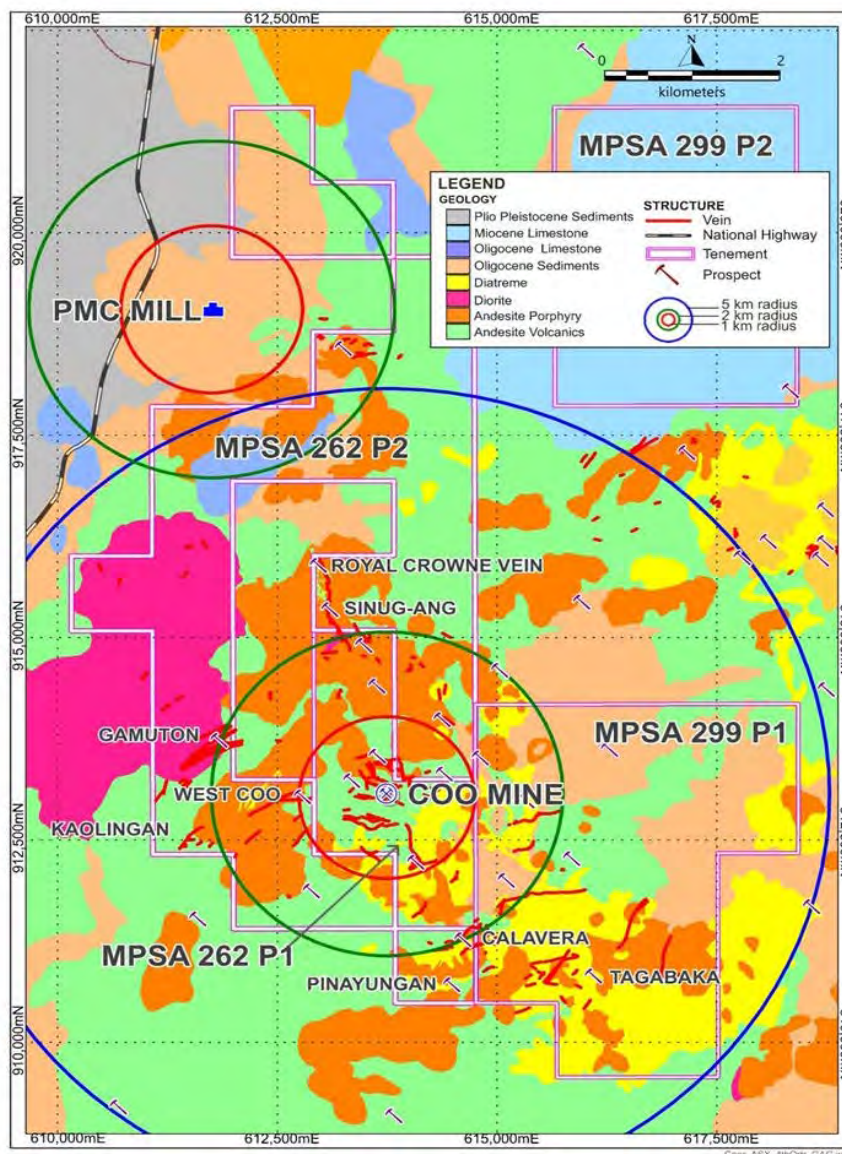 610,000mE
612,500mE
615,000mE
617,500mE
N
0
2
kilometers
MPSA 299 P2
LEGEND
GEOLOGY
Plio Pleistocene Sediments
Miocene Limestone
Oligocene Limestone
Oligocene Sediments
Diatreme
Diorite
Andesite Porphyry
Andesite Volcanics
STRUCTURE
Vein
National Highway
Tenement
Prospect
5 km radius
2 km radius
1 km radius
920,000mN
PMC MILL
917,500mN
MPSA 262 P2
ROYAL CROWNE VEIN
SINUG-ANG
915,000mN
GAMUTON
MPSA 299 P1
WEST COO
COO MINE
KAOLINGAN
912,500mN
MPSA 262 P1
CALAVERA
PINAYUNGAN
TAGABAKA
910,000mN
610,000mE
612,500mE
615,000mE
617,500mE